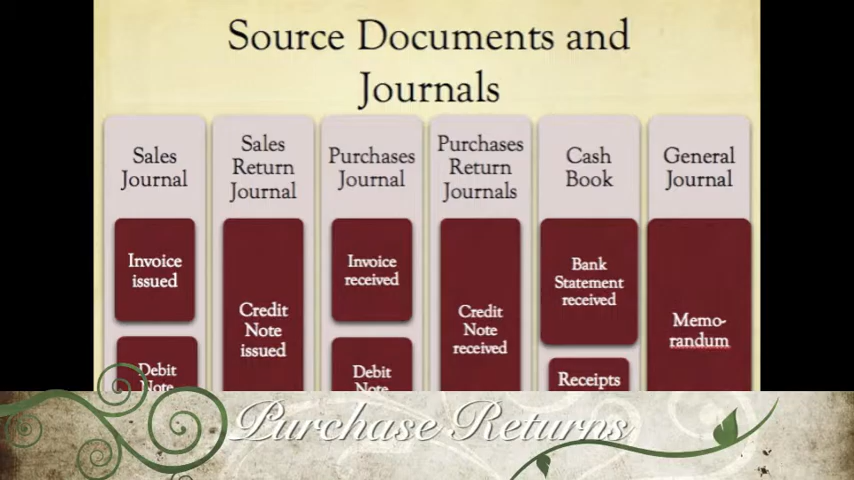 Source Documents and
Journals
Sales
Journal
Invoice
issued
Debit
Note
Sales
Return
Journal
Credit
Note
issued
Purchases
Journal
Invoice
received
Debit
Note
Purchases
Return
Journals
Credit
Note
received
Cash
Book
Bank
Statement
received
Receipts
General
Journal
Memo-
randum
Purchase Returns